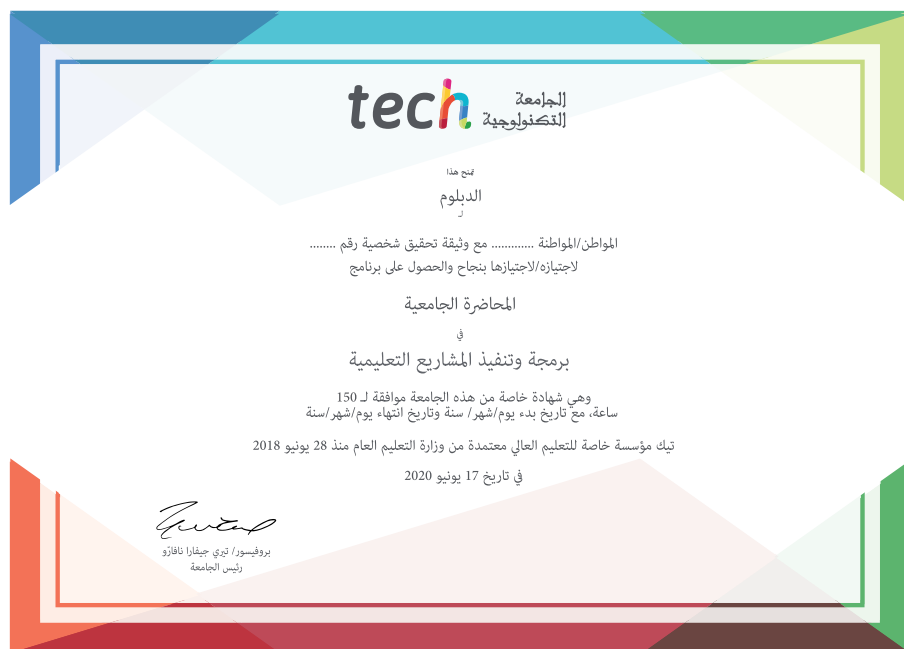 tech
الجامعة
التكنولوجية
تمنح هذا
الدبلوم
لـ
المواطن/المواطنة ............. مع وثيقة تحقيق شخصية رقم ........
لاجتيازه/لاجتيازها بنجاح والحصول على برنامج
المحاضرة الجامعية
في
برمجة وتنفيذ المشاريع التعليمية
وهي شهادة خاصة من هذه الجامعة موافقة لـ 150
ساعة، مع تاريخ بدء يوم/شهر/ سنة وتاريخ انتهاء يوم/شهر/سنة
تيك مؤسسة خاصة للتعليم العالي معتمدة من وزارة التعليم العام منذ 28 يونيو 2018
في تاريخ 17 يونيو 2020
بروفيسور/ تيري جيفارا نافارّو
رئيس الجامعة